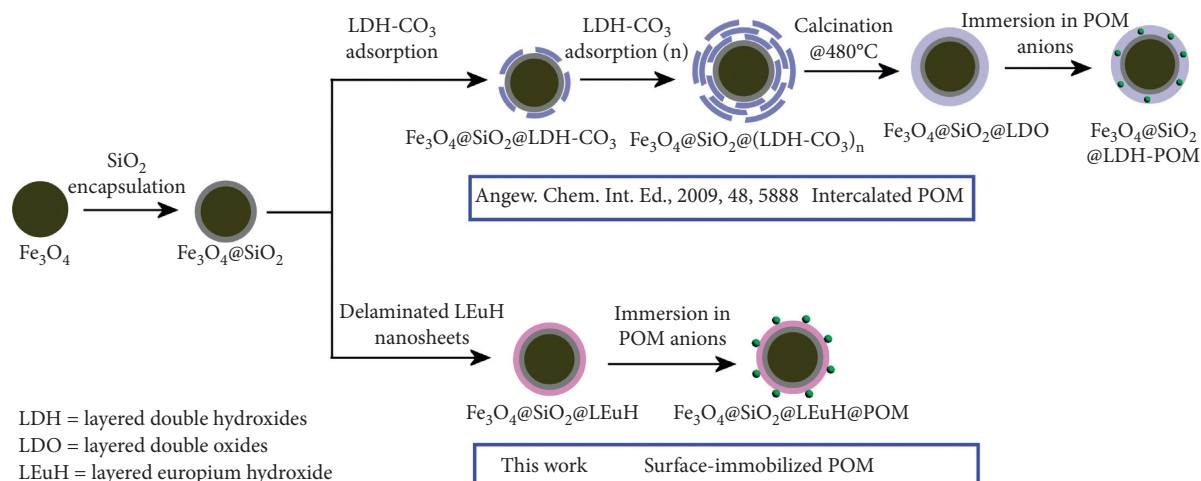 LDH-CO₃
adsorption
LDH-CO₃
adsorption (n)
Calcination
@480°C
Immersion in POM
anions
Fe₃O₄@SiO₂@LDH-CO₃
Fe₃O₄@SiO₂@(LDH-CO₃)ₙ
Fe₃O₄@SiO₂@LDO
Fe₃O₄@SiO₂
@LDH-POM
Angew. Chem. Int. Ed., 2009, 48, 5888 Intercalated POM
SiO₂
encapsulation
Fe₃O₄
Fe₃O₄@SiO₂
Delaminated LEuH
nanosheets
Immersion in
POM anions
Fe₃O₄@SiO₂@LEuH
Fe₃O₄@SiO₂@LEuH@POM
This work Surface-immobilized POM
LDH = layered double hydroxides
LDO = layered double oxides
LEuH = layered europium hydroxide